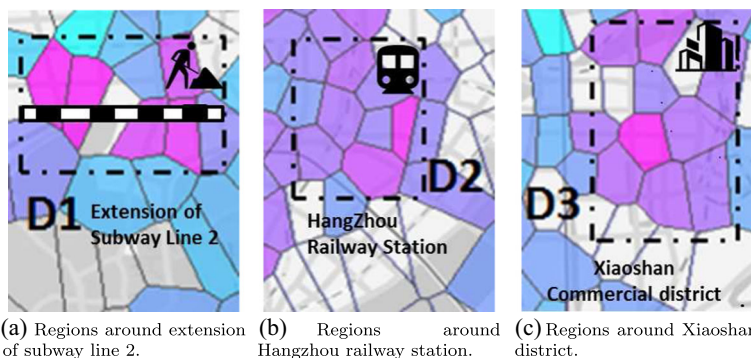 D1
Extension of
Subway Line 2
D2
HangZhou
Railway Station
D3
Xiaoshan
Commercial district
(a) Regions around extension
of subway line 2.
(b) Regions around
Hangzhou railway station.
(c) Regions around Xiaoshan
district.